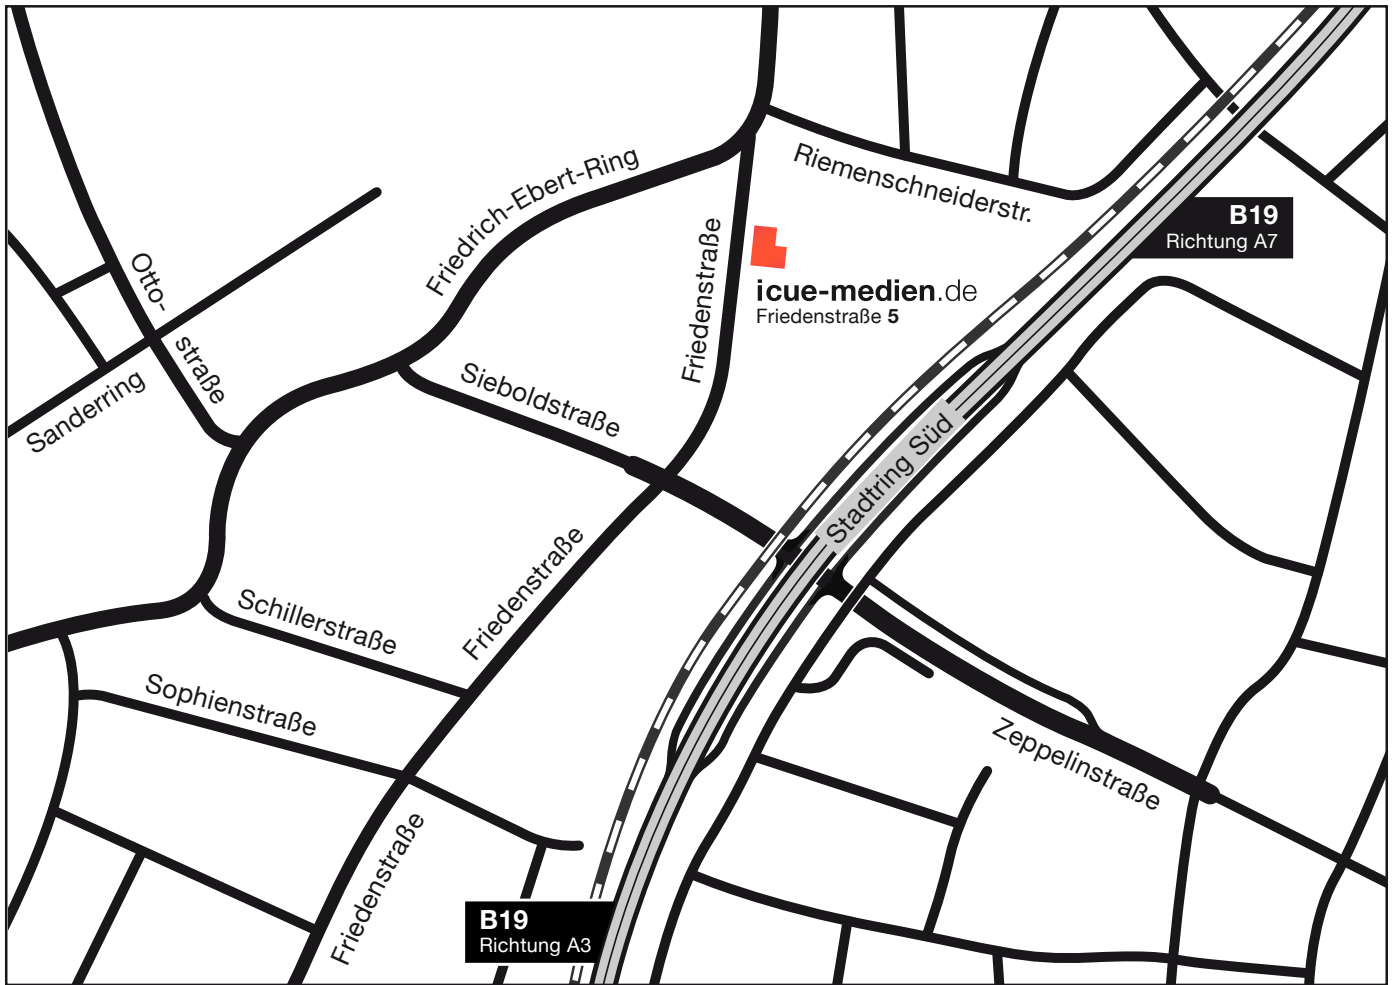 Friedrich-Ebert-Ring
Riemenschneiderstr.
B19
Richtung A7
Otto-
straße
Friedenstraße
icue-medien.de
Friedenstraße 5
Sanderring
Sieboldstraße
Stadtring Süd
Friedenstraße
Schillerstraße
Sophienstraße
Zeppelinstraße
Friedenstraße
B19
Richtung A3